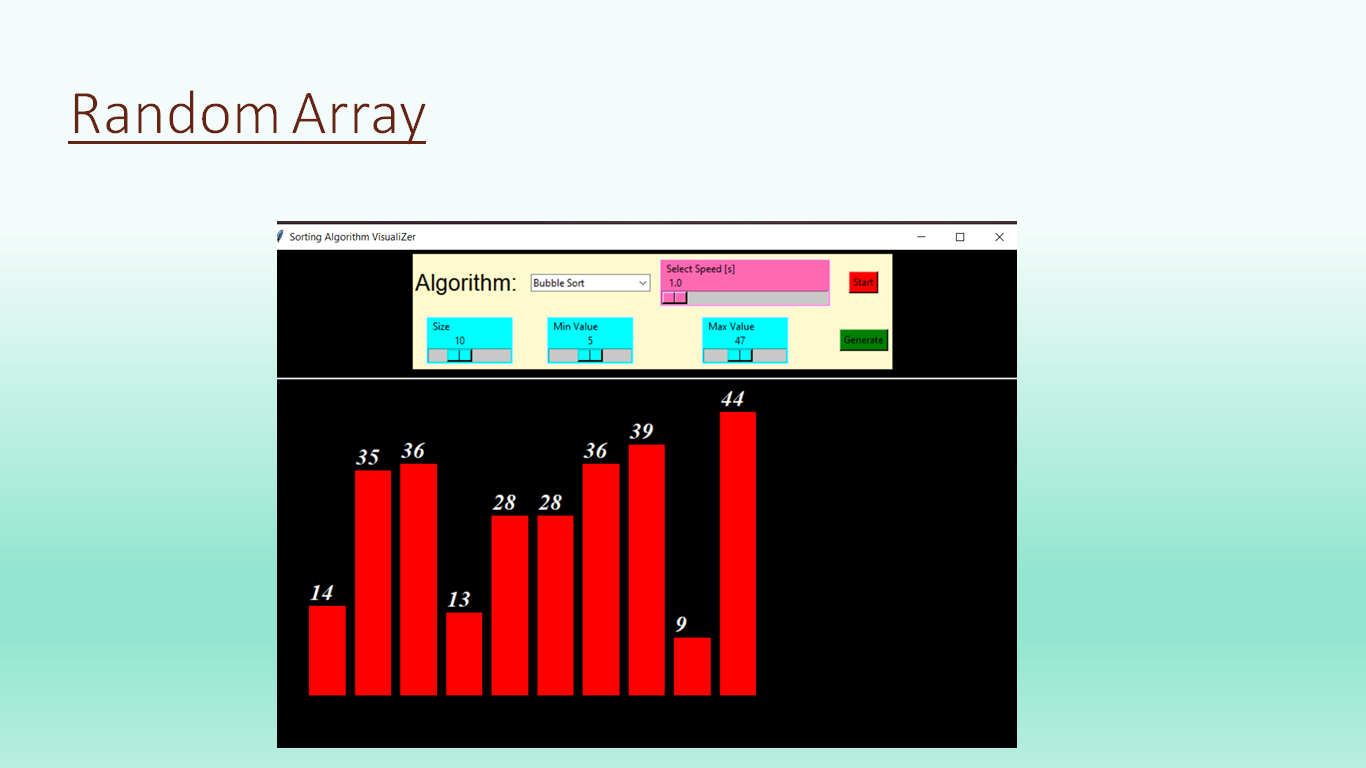 Random Array
Sorting Algorithm VisualiZer
Algorithm: Bubble Sort
Select Speed [s]
1.0
Start
Size
10
Min Value
5
Max Value
47
Generate
14 35 36 13 28 28 36 39 9 44